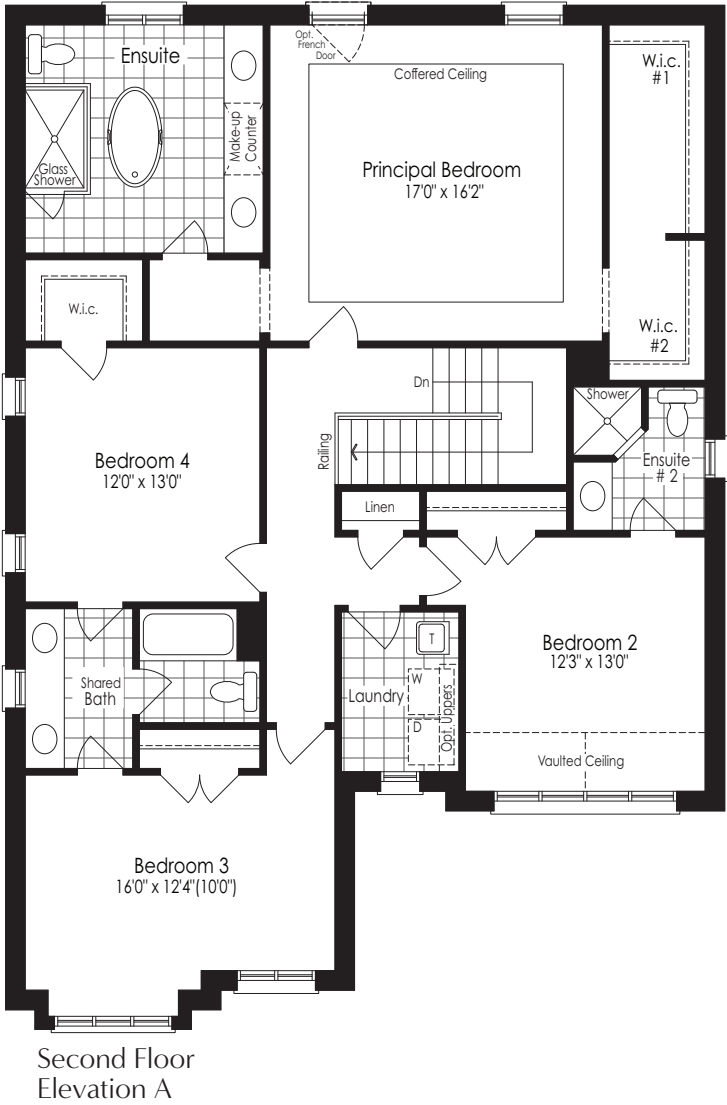 Ensuite
Opt.
French
Door
Coffered Ceiling
W.i.c.
#1
Make-up
Counter
Glass
Shower
Principal Bedroom
17'0" x 16'2"
W.i.c.
W.i.c.
#2
Dn
Railing
Shower
Ensuite
# 2
Bedroom 4
12'0" x 13'0"
Linen
T
Bedroom 2
12'3" x 13'0"
Shared
Bath
Laundry
W
D
Opt. Uppers
Vaulted Ceiling
Bedroom 3
16'0" x 12'4"(10'0")
Second Floor
Elevation A